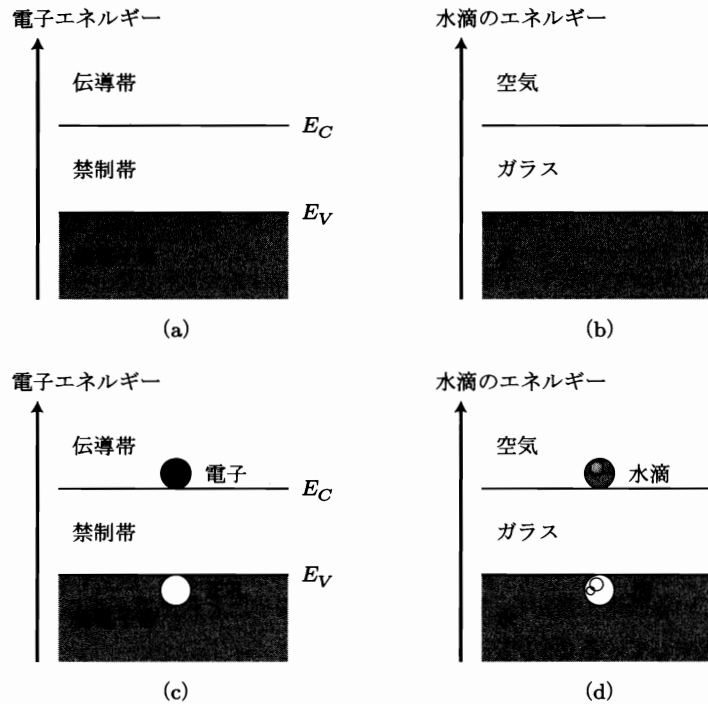 電子エネルギー
水滴のエネルギー
伝導帯
空気
E_C
禁制帯
ガラス
E_V
(a)
(b)
電子エネルギー
水滴のエネルギー
伝導帯
空気
電子
水滴
E_C
禁制帯
ガラス
E_V
(c)
(d)